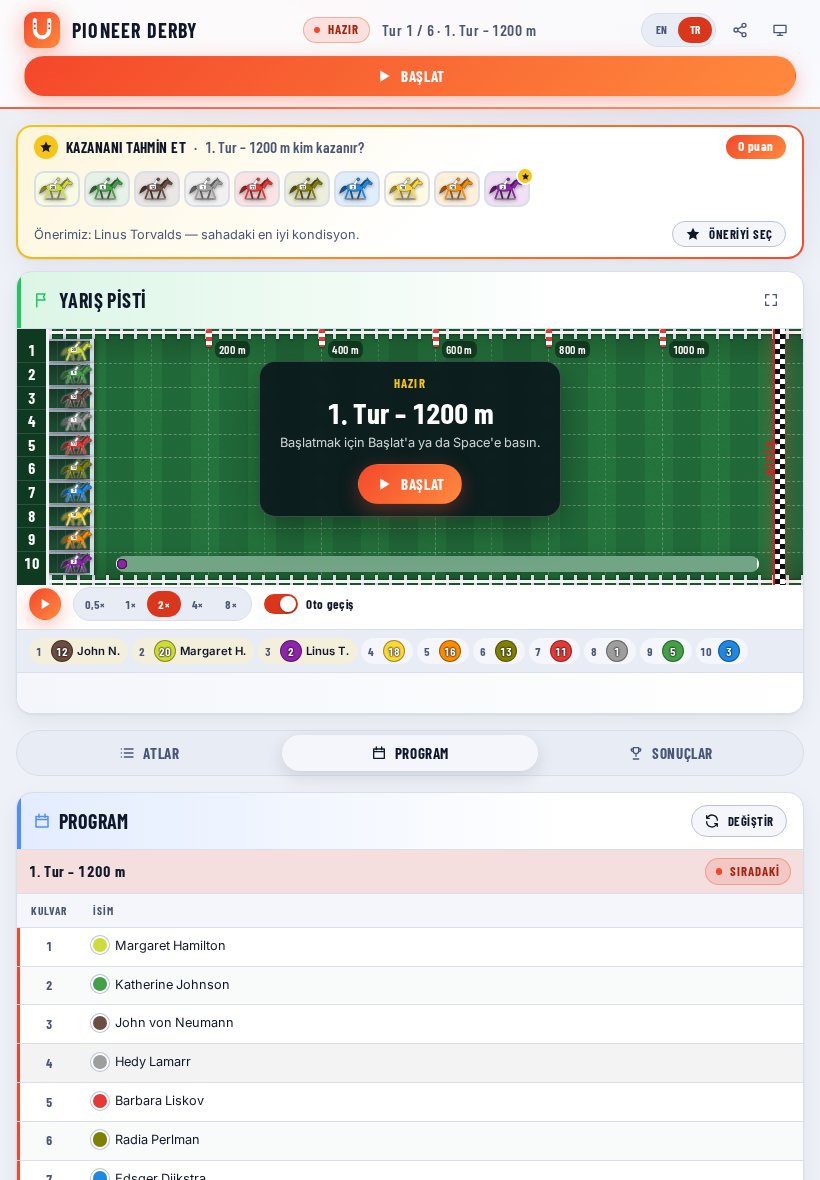 PIONEER DERBY
HAZIR
Tur 1 / 6 · 1. Tur – 1200 m
EN
TR
BAŞLAT
KAZANANI TAHMİN ET · 1. Tur – 1200 m kim kazanır?
0 puan
Önerimiz: Linus Torvalds — sahadaki en iyi kondisyon.
ÖNERİYİ SEÇ
YARIŞ PİSTİ
200 m
400 m
600 m
800 m
1000 m
1
2
3
4
5
6
7
8
9
10
HAZIR
1. Tur – 1200 m
Başlatmak için Başlat'a ya da Space'e basın.
BAŞLAT
0,5×
1×
2×
4×
8×
Oto geçiş
1 12 John N.
2 20 Margaret H.
3 2 Linus T.
4 18
5 16
6 13
7 11
8 1
9 5
10 3
ATLAR
PROGRAM
SONUÇLAR
PROGRAM
DEĞİŞTİR
1. Tur – 1200 m
SIRADAKİ
KULVAR İSİM
1 Margaret Hamilton
2 Katherine Johnson
3 John von Neumann
4 Hedy Lamarr
5 Barbara Liskov
6 Radia Perlman
7 Edsger Dijkstra